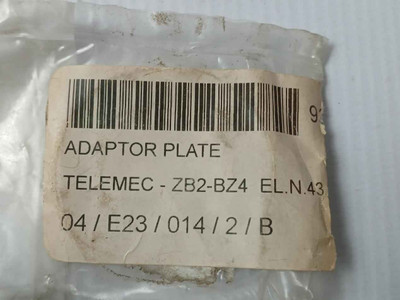 ADAPTOR PLATE
TELEMEC - ZB2-BZ4 EL.N.43
04 / E23 / 014 / 2 / B